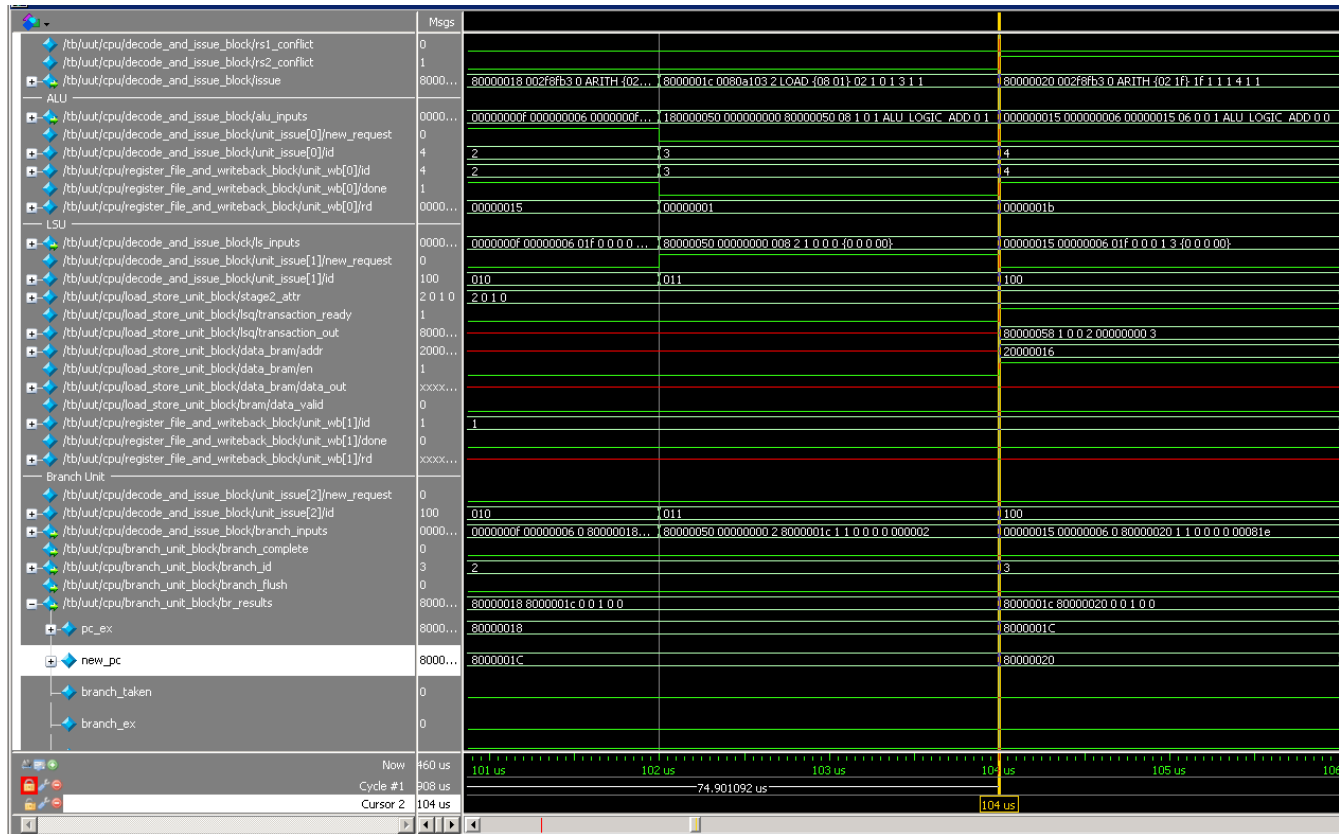 Msgs
/tb/uut/cpu/decode_and_issue_block/rs1_conflict 0
/tb/uut/cpu/decode_and_issue_block/rs2_conflict 1
/tb/uut/cpu/decode_and_issue_block/issue 8000... 80000018 002f8fb3 0 ARITH {02... 8000001c 0080a103 2 LOAD {08 01} 02 1 0 1 3 1 1 80000020 002f8fb3 0 ARITH {02 1f} 1f 1 1 1 4 1 1
ALU
/tb/uut/cpu/decode_and_issue_block/alu_inputs 0000... 00000000f 000000006 0000000f... 180000050 000000000 80000050 08 1 0 1 ALU_LOGIC_ADD 0 1 000000015 000000006 00000015 06 0 0 1 ALU_LOGIC_ADD 0 0
/tb/uut/cpu/decode_and_issue_block/unit_issue[0]/new_request 0
/tb/uut/cpu/decode_and_issue_block/unit_issue[0]/id 4 2 3 4
/tb/uut/cpu/register_file_and_writeback_block/unit_wb[0]/id 4 2 3 4
/tb/uut/cpu/register_file_and_writeback_block/unit_wb[0]/done 1
/tb/uut/cpu/register_file_and_writeback_block/unit_wb[0]/rd 0000... 00000015 00000001 0000001b
LSU
/tb/uut/cpu/decode_and_issue_block/ls_inputs 0000... 0000000f 00000006 01f 0 0 0 ... 80000050 00000000 008 2 1 0 0 0 {0 0 0 00} 00000015 00000006 01f 0 0 0 1 3 {0 0 0 00}
/tb/uut/cpu/decode_and_issue_block/unit_issue[1]/new_request 0
/tb/uut/cpu/decode_and_issue_block/unit_issue[1]/id 100 010 011 100
/tb/uut/cpu/load_store_unit_block/stage2_attr 2 0 1 0 2 0 1 0
/tb/uut/cpu/load_store_unit_block/lsq/transaction_ready 1
/tb/uut/cpu/load_store_unit_block/lsq/transaction_out 8000... 80000058 1 0 0 2 00000000 3
/tb/uut/cpu/load_store_unit_block/data_bram/addr 2000... 20000016
/tb/uut/cpu/load_store_unit_block/data_bram/en 1
/tb/uut/cpu/load_store_unit_block/data_bram/data_out xxxx...
/tb/uut/cpu/load_store_unit_block/bram/data_valid 0
/tb/uut/cpu/register_file_and_writeback_block/unit_wb[1]/id 1 1
/tb/uut/cpu/register_file_and_writeback_block/unit_wb[1]/done 0
/tb/uut/cpu/register_file_and_writeback_block/unit_wb[1]/rd xxxx...
Branch Unit
/tb/uut/cpu/decode_and_issue_block/unit_issue[2]/new_request 0
/tb/uut/cpu/decode_and_issue_block/unit_issue[2]/id 100 010 011 100
/tb/uut/cpu/decode_and_issue_block/branch_inputs 0000... 0000000f 00000006 0 80000018... 80000050 00000000 2 8000001c 1 1 0 0 0 0 000002 00000015 00000006 0 80000020 1 1 0 0 0 0 00081e
/tb/uut/cpu/branch_unit_block/branch_complete 0
/tb/uut/cpu/branch_unit_block/branch_id 3 2 3
/tb/uut/cpu/branch_unit_block/branch_flush 0
/tb/uut/cpu/branch_unit_block/br_results 8000... 80000018 8000001c 0 0 1 0 0 8000001c 80000020 0 0 1 0 0
pc_ex 8000... 80000018 8000001C
new_pc 8000... 8000001C 80000020
branch_taken 0
branch_ex 0
Now 460 us 101 us 102 us 103 us 104 us 105 us 106
Cycle #1 908 us 74.901092 us
Cursor 2 104 us 104 us